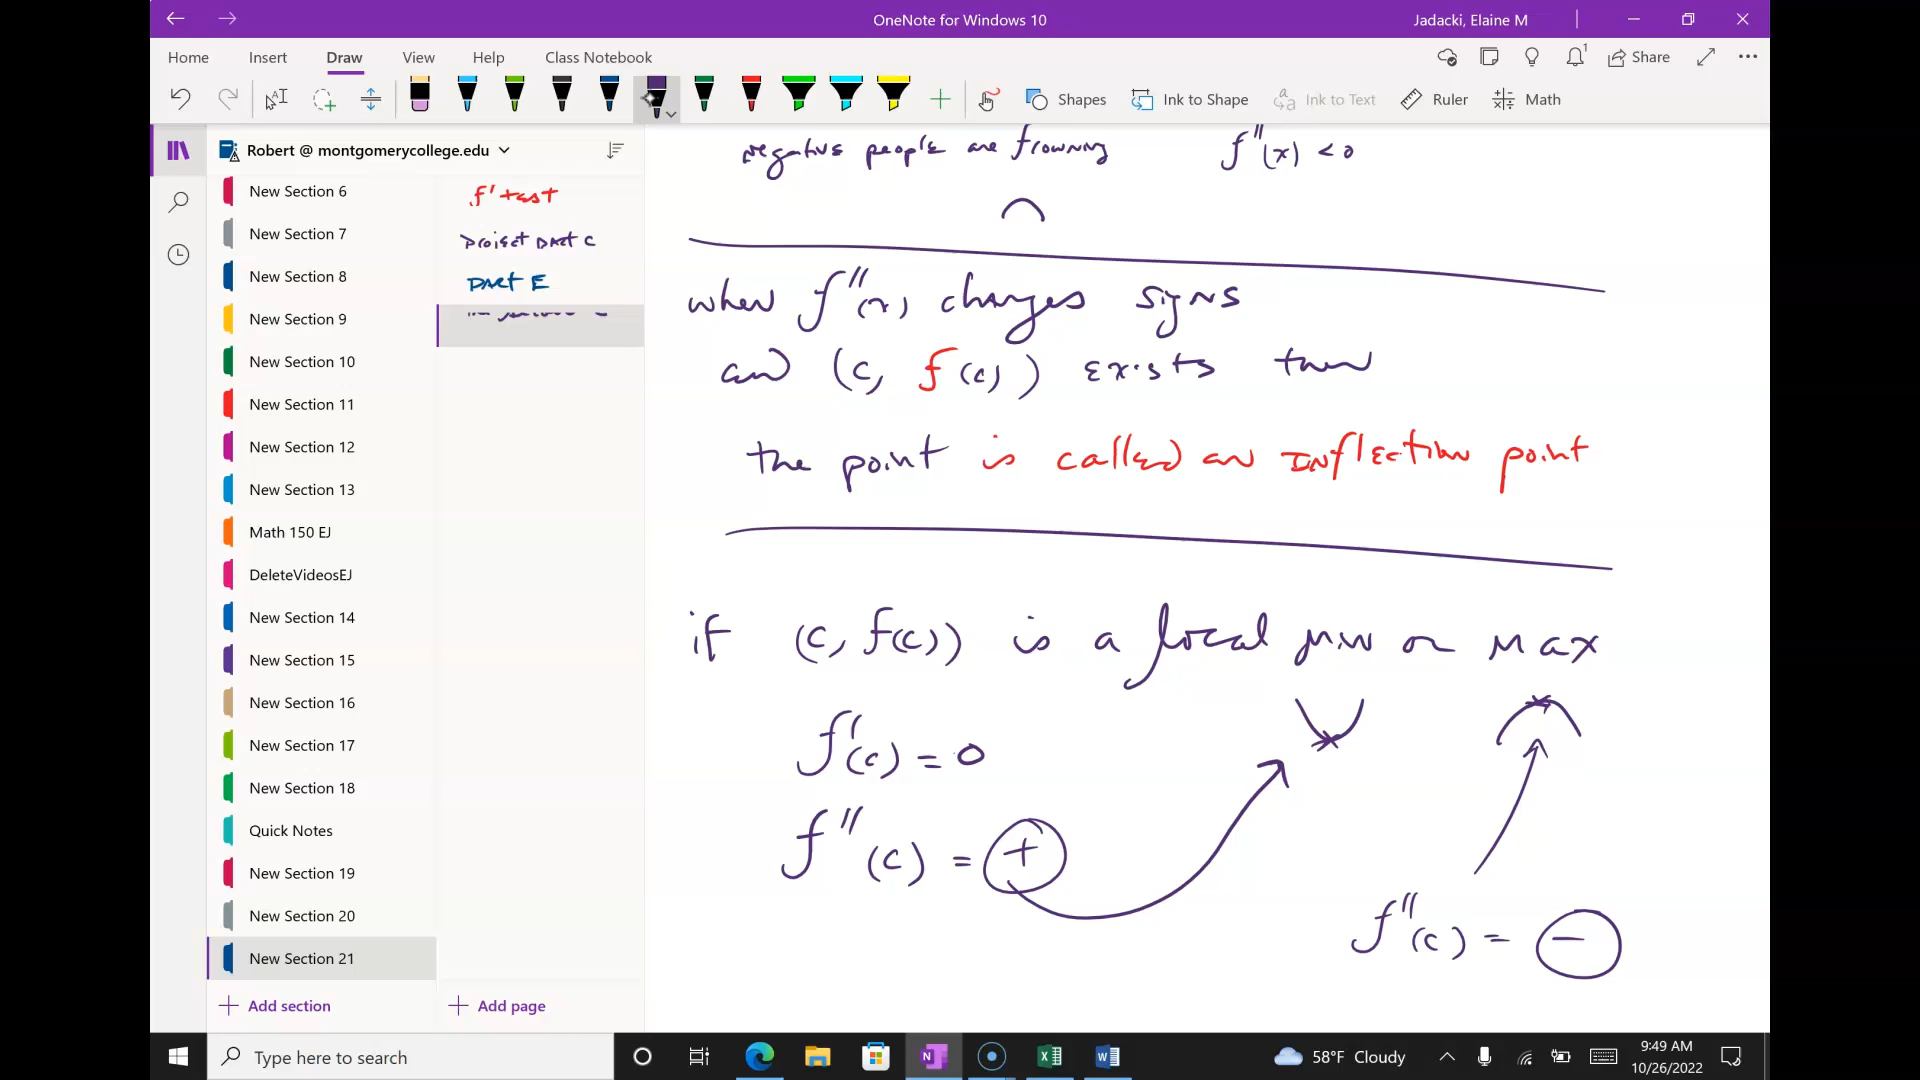 OneNote for Windows 10
Jadacki, Elaine M
Home Insert Draw View Help Class Notebook
1
Share
Shapes Ink to Shape Ink to Text Ruler Math
Robert @ montgomerycollege.edu
New Section 6
New Section 7
New Section 8
New Section 9
New Section 10
New Section 11
New Section 12
New Section 13
Math 150 EJ
DeleteVideosEJ
New Section 14
New Section 15
New Section 16
New Section 17
New Section 18
Quick Notes
New Section 19
New Section 20
New Section 21
Add section
f' test
project part c
part E
Add page
negative people are frowning f''(x) < 0
when f''(x) changes signs
and (c, f(c)) exists then
the point is called an inflection point
if (c, f(c)) is a local min or max
f'(c) = 0
f''(c) = +
f''(c) = -
Type here to search
58°F Cloudy
9:49 AM
10/26/2022